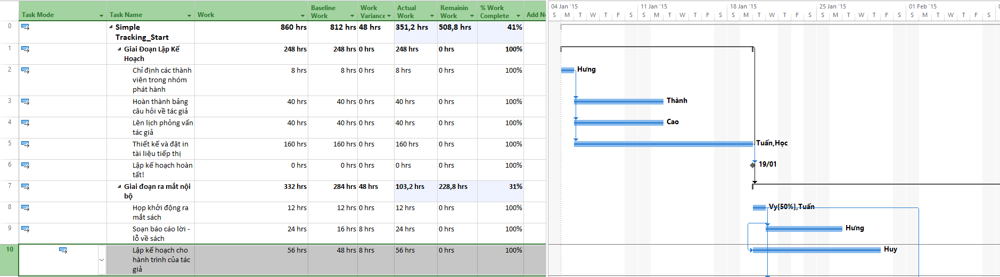 Task Mode Task Name Work Baseline Work Work Variance Actual Work Remainin Work % Work Complete Add Ne
04 Jan '15 11 Jan '15 18 Jan '15 25 Jan '15 01 Feb '15
S M T W T F S S M T W T F S S M T W T F S S M T W T F S S M T W T F S
0 Simple Tracking_Start 860 hrs 812 hrs 48 hrs 351,2 hrs 508,8 hrs 41%
1 Giai Đoạn Lập Kế Hoạch 248 hrs 248 hrs 0 hrs 248 hrs 0 hrs 100%
2 Chỉ định các thành viên trong nhóm phát hành 8 hrs 8 hrs 0 hrs 8 hrs 0 hrs 100% Hưng
3 Hoàn thành bảng câu hỏi về tác giả 40 hrs 40 hrs 0 hrs 40 hrs 0 hrs 100% Thành
4 Lên lịch phỏng vấn tác giả 40 hrs 40 hrs 0 hrs 40 hrs 0 hrs 100% Cao
5 Thiết kế và đặt in tài liệu tiếp thị 160 hrs 160 hrs 0 hrs 160 hrs 0 hrs 100% Tuấn,Học
6 Lập kế hoạch hoàn tất! 0 hrs 0 hrs 0 hrs 0 hrs 0 hrs 100% 19/01
7 Giai đoạn ra mắt nội bộ 332 hrs 284 hrs 48 hrs 103,2 hrs 228,8 hrs 31%
8 Họp khởi động ra mắt sách 12 hrs 12 hrs 0 hrs 12 hrs 0 hrs 100% Vy[50%],Tuấn
9 Soạn báo cáo lời - lỗ về sách 24 hrs 16 hrs 8 hrs 24 hrs 0 hrs 100% Hưng
10 Lập kế hoạch cho hành trình của tác giả 56 hrs 48 hrs 8 hrs 56 hrs 0 hrs 100% Huy